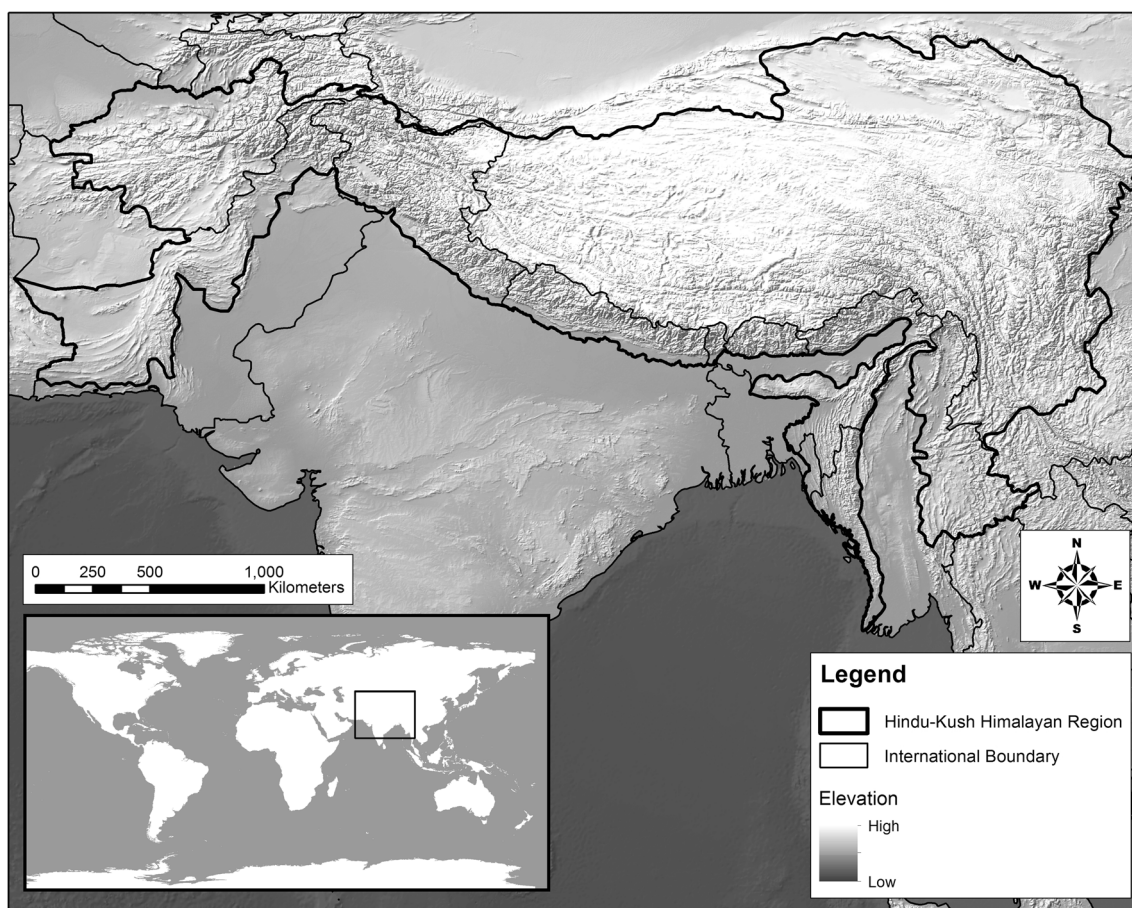 0 250 500 1,000
Kilometers
N
W E
S
Legend
Hindu-Kush Himalayan Region
International Boundary
Elevation
High
Low